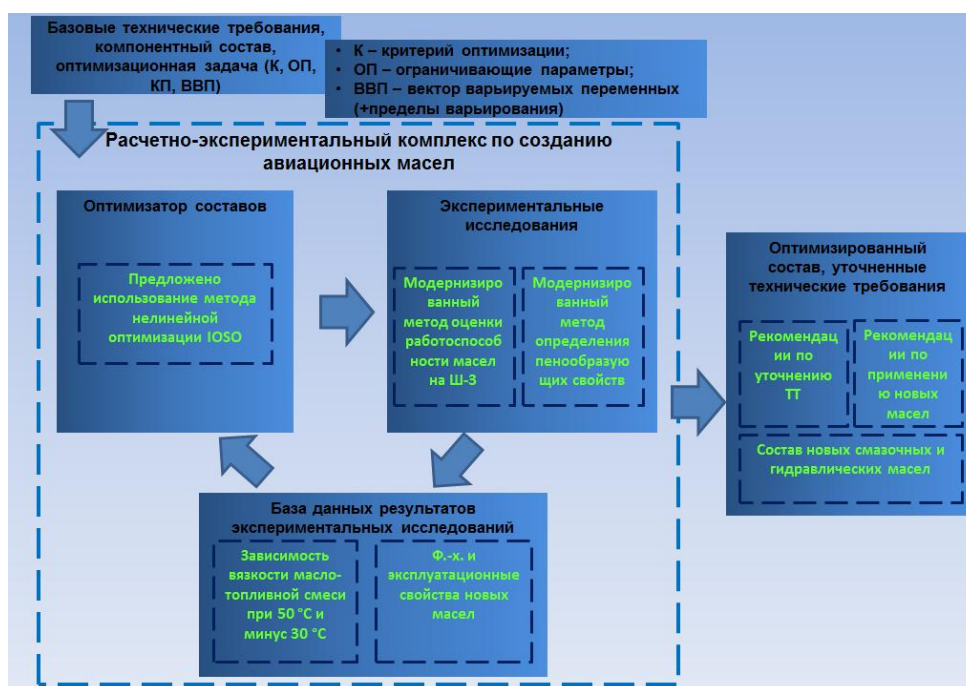 Базовые технические требования,
компонентный состав,
оптимизационная задача (К, ОП,
КП, ВВП)
• К – критерий оптимизации;
• ОП – ограничивающие параметры;
• ВВП – вектор варьируемых переменных
(+пределы варьирования)
Расчетно-экспериментальный комплекс по созданию
авиационных масел
Оптимизатор составов
Предложено
использование метода
нелинейной
оптимизации IOSO
Экспериментальные
исследования
Модернизиро
ванный
метод оценки
работоспособ
ности масел
на Ш-3
Модернизиро
ванный
метод
определения
пенообразую
щих свойств
База данных результатов
экспериментальных исследований
Зависимость
вязкости масло-
топливной смеси
при 50 °С и
минус 30 °С
Ф.-х. и
эксплуатационные
свойства новых
масел
Оптимизированный
состав, уточненные
технические требования
Рекомендац
ии по
уточнению
ТТ
Рекомендац
ии по
применени
ю новых
масел
Состав новых смазочных и
гидравлических масел